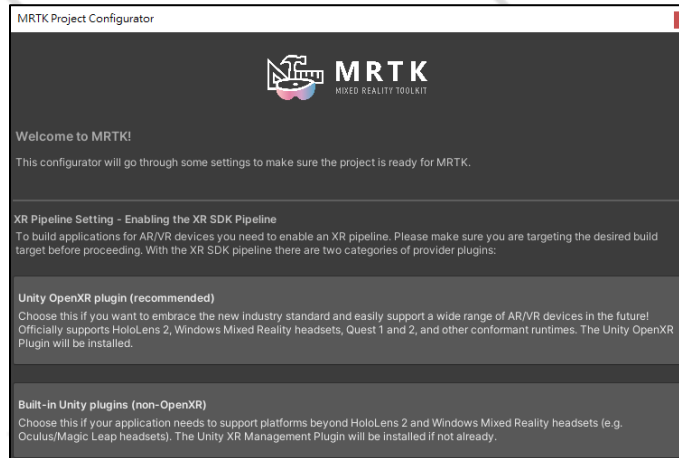 MRTK Project Configurator
MRTK
MIXED REALITY TOOLKIT
Welcome to MRTK!
This configurator will go through some settings to make sure the project is ready for MRTK.
XR Pipeline Setting - Enabling the XR SDK Pipeline
To build applications for AR/VR devices you need to enable an XR pipeline. Please make sure you are targeting the desired build
target before proceeding. With the XR SDK pipeline there are two categories of provider plugins:
Unity OpenXR plugin (recommended)
Choose this if you want to embrace the new industry standard and easily support a wide range of AR/VR devices in the future!
Officially supports HoloLens 2, Windows Mixed Reality headsets, Quest 1 and 2, and other conformant runtimes. The Unity OpenXR
Plugin will be installed.
Built-in Unity plugins (non-OpenXR)
Choose this if your application needs to support platforms beyond HoloLens 2 and Windows Mixed Reality headsets (e.g.
Oculus/Magic Leap headsets). The Unity XR Management Plugin will be installed if not already.